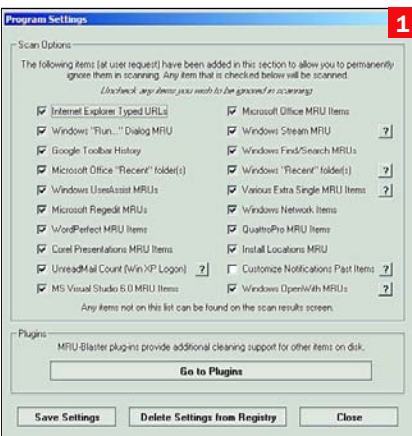 Program Settings
1
Scan Options
The following items (at user request) have been added in this section to allow you to permanently
ignore them in scanning. Any item that is checked below will be scanned.
Uncheck any items you wish to be ignored in scanning
Internet Explorer Typed URLs
Microsoft Office MRU Items
Windows "Run..." Dialog MRU
Windows Stream MRU ?
Google Toolbar History
Windows Find/Search MRUs
Microsoft Office "Recent" folder(s)
Windows "Recent" folder(s) ?
Windows UserAssist MRUs
Various Extra Single MRU Items ?
Microsoft Regedit MRUs
Windows Network Items
WordPerfect MRU Items
QuattroPro MRU Items
Corel Presentations MRU Items
Install Locations MRU
UnreadMail Count (Win XP Logon) ?
Customize Notifications Past Items ?
MS Visual Studio 6.0 MRU Items
Windows OpenWith MRUs ?
Any items not on this list can be found on the scan results screen.
Plugins
MRU-Blaster plug-ins provide additional cleaning support for other items on disk.
Go to Plugins
Save Settings
Delete Settings from Registry
Close